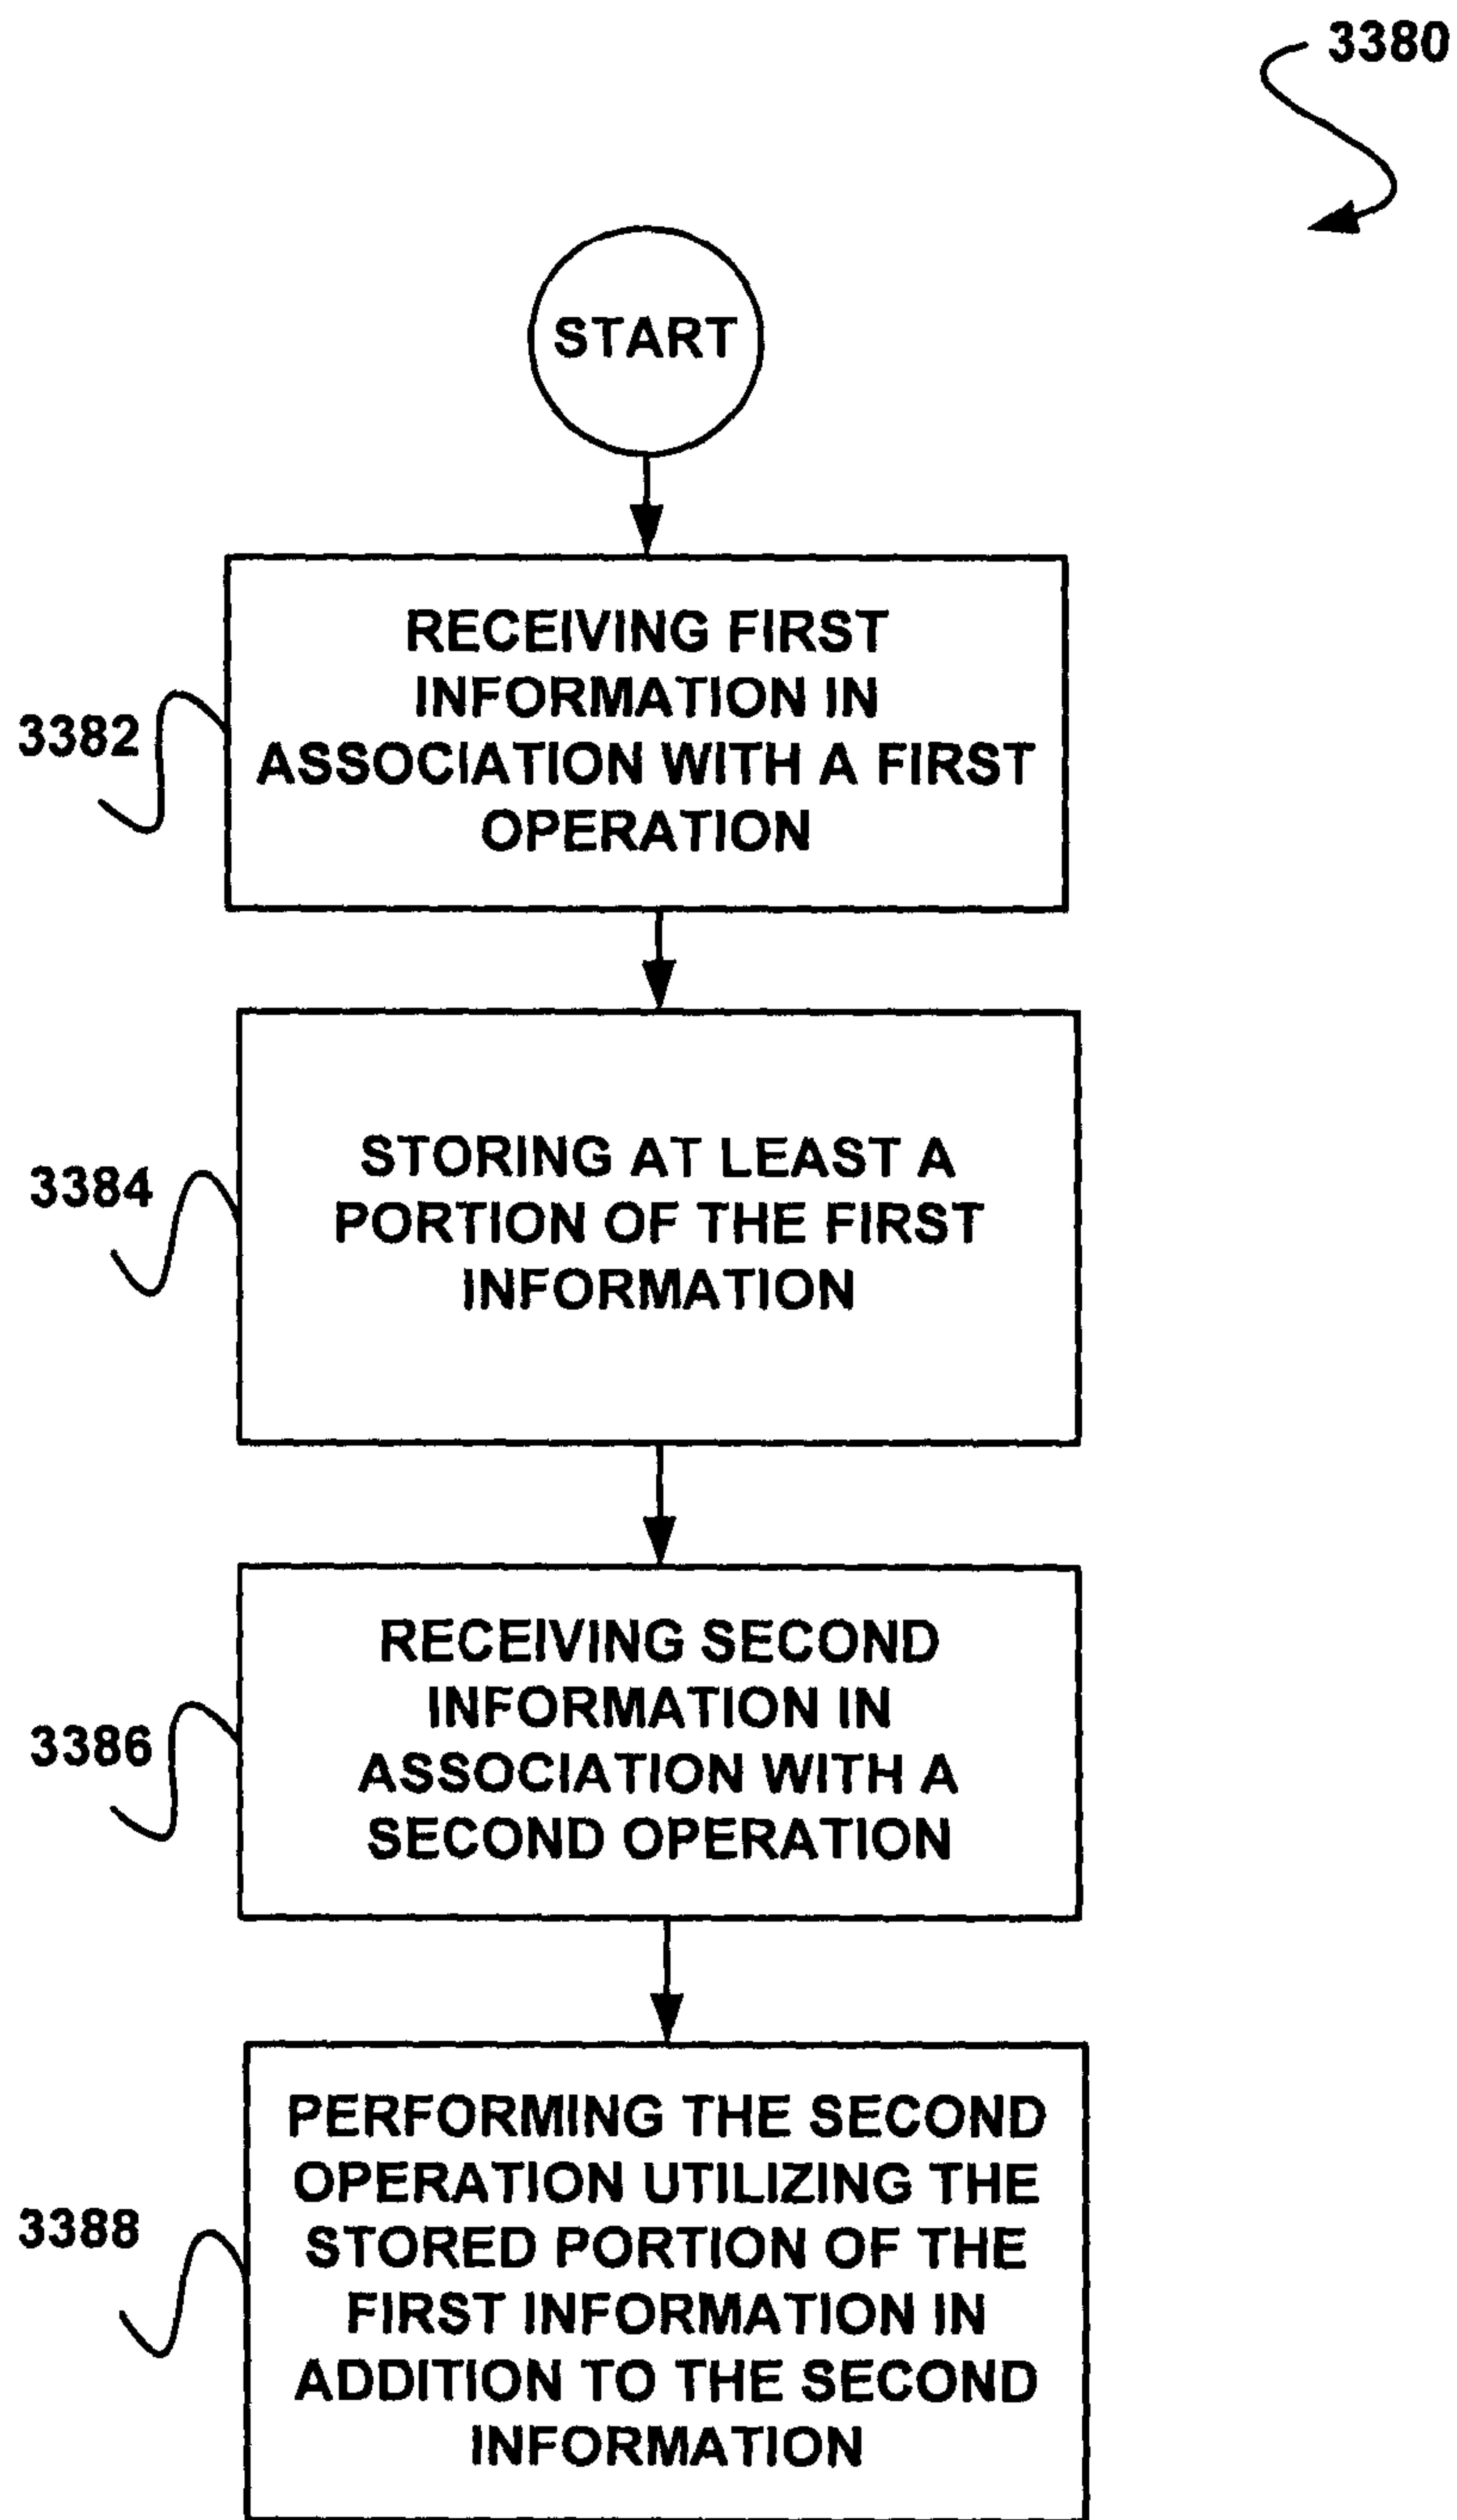 3380
START
RECEIVING FIRST
INFORMATION IN
ASSOCIATION WITH A FIRST
OPERATION
3382
STORING AT LEAST A
PORTION OF THE FIRST
INFORMATION
3384
RECEIVING SECOND
INFORMATION IN
ASSOCIATION WITH A
SECOND OPERATION
3386
PERFORMING THE SECOND
OPERATION UTILIZING THE
STORED PORTION OF THE
FIRST INFORMATION IN
ADDITION TO THE SECOND
INFORMATION
3388